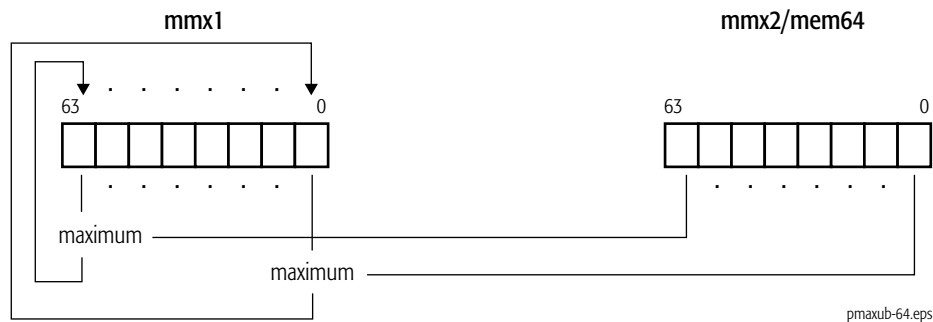 mmx1 mmx2/mem64
. . . . . .
63 0 63 0
. . . . . . . . . . . .
maximum
maximum
pmaxub-64.eps